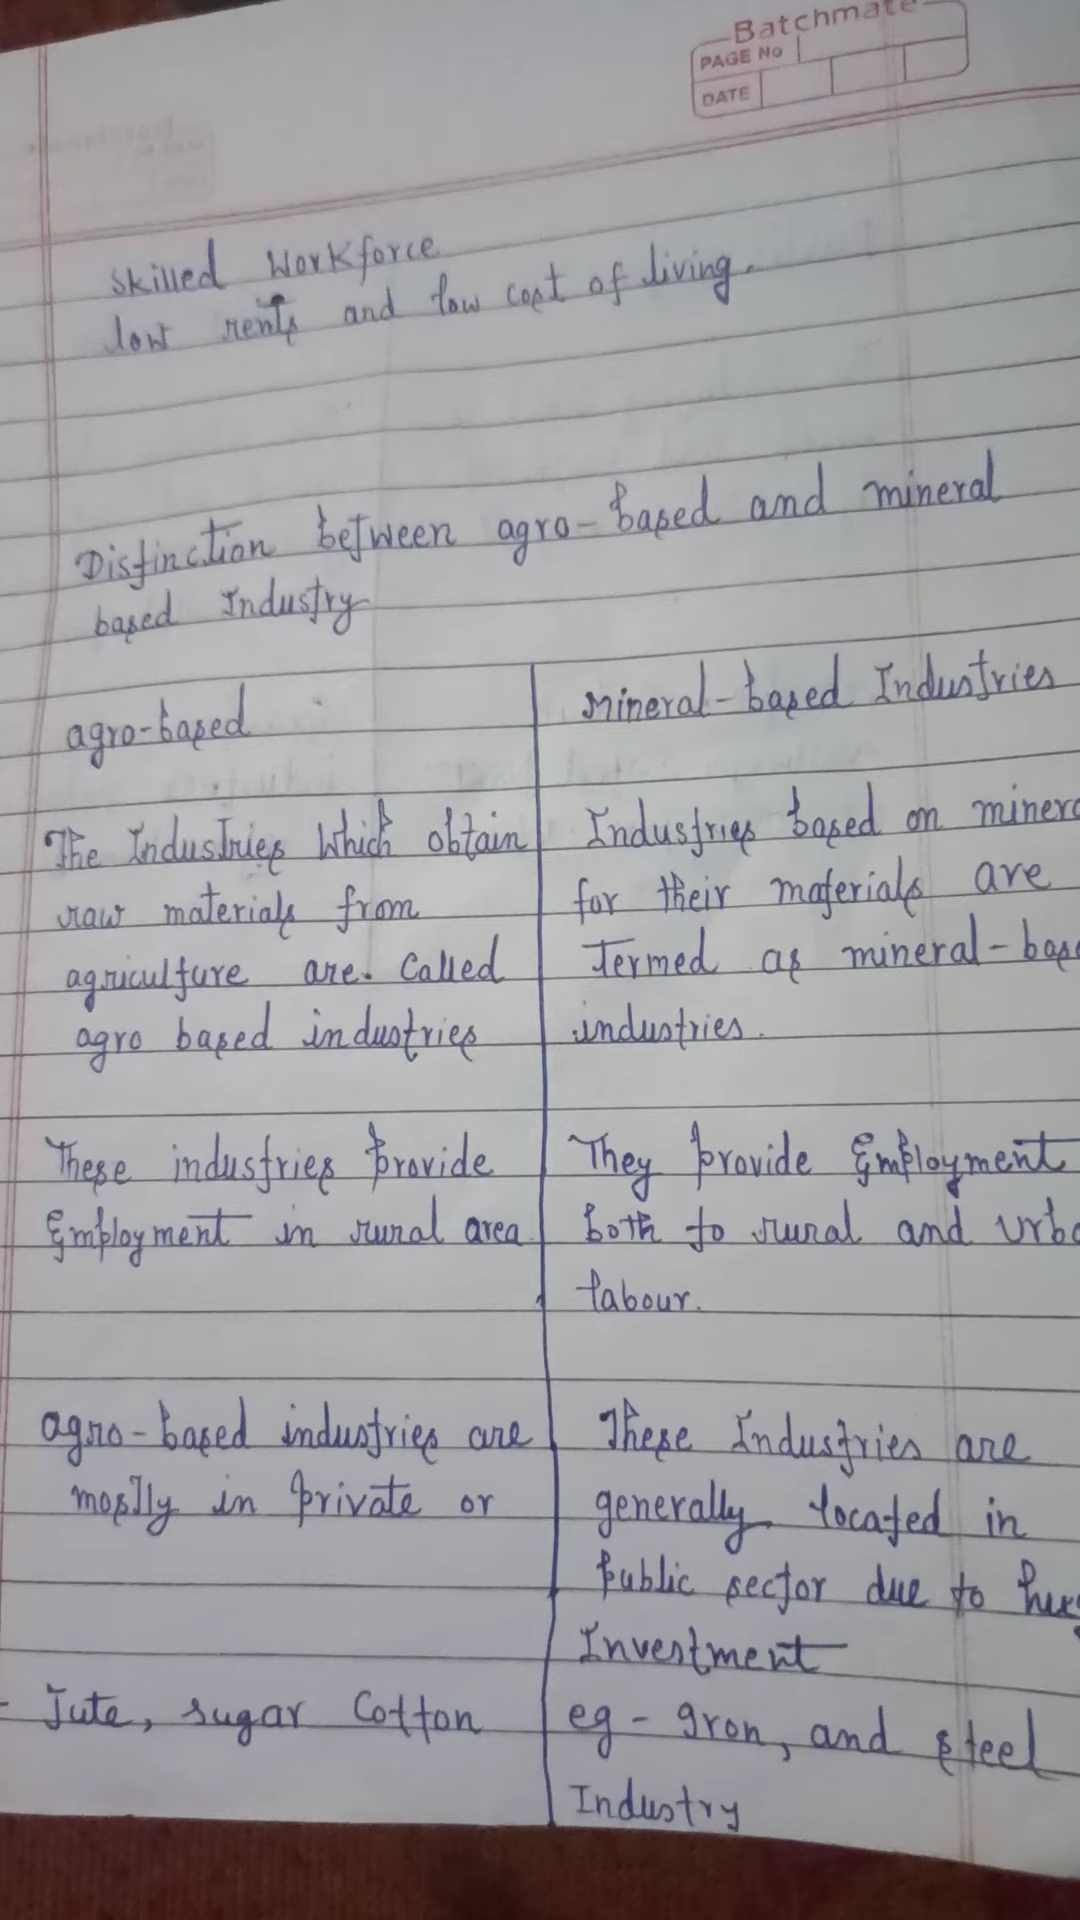 Batchmate
PAGE No
DATE
skilled Workforce
low rents and low cost of living.
Distinction between agro-based and mineral
based Industry
agro-based
The Industries Which obtain
raw materials from
agriculture are. Called
agro based industries
These industries provide
Employment in rural area
agro-based industries are
mostly in private or
- Jute, sugar Cotton
Mineral-based Industries
Industries based on
for their materials are
Termed as
industries.
They provide Employment
both to rural and
labour.
These Industries are
generally located in
public sector due to
Investment
eg - Iron, and steel
Industry